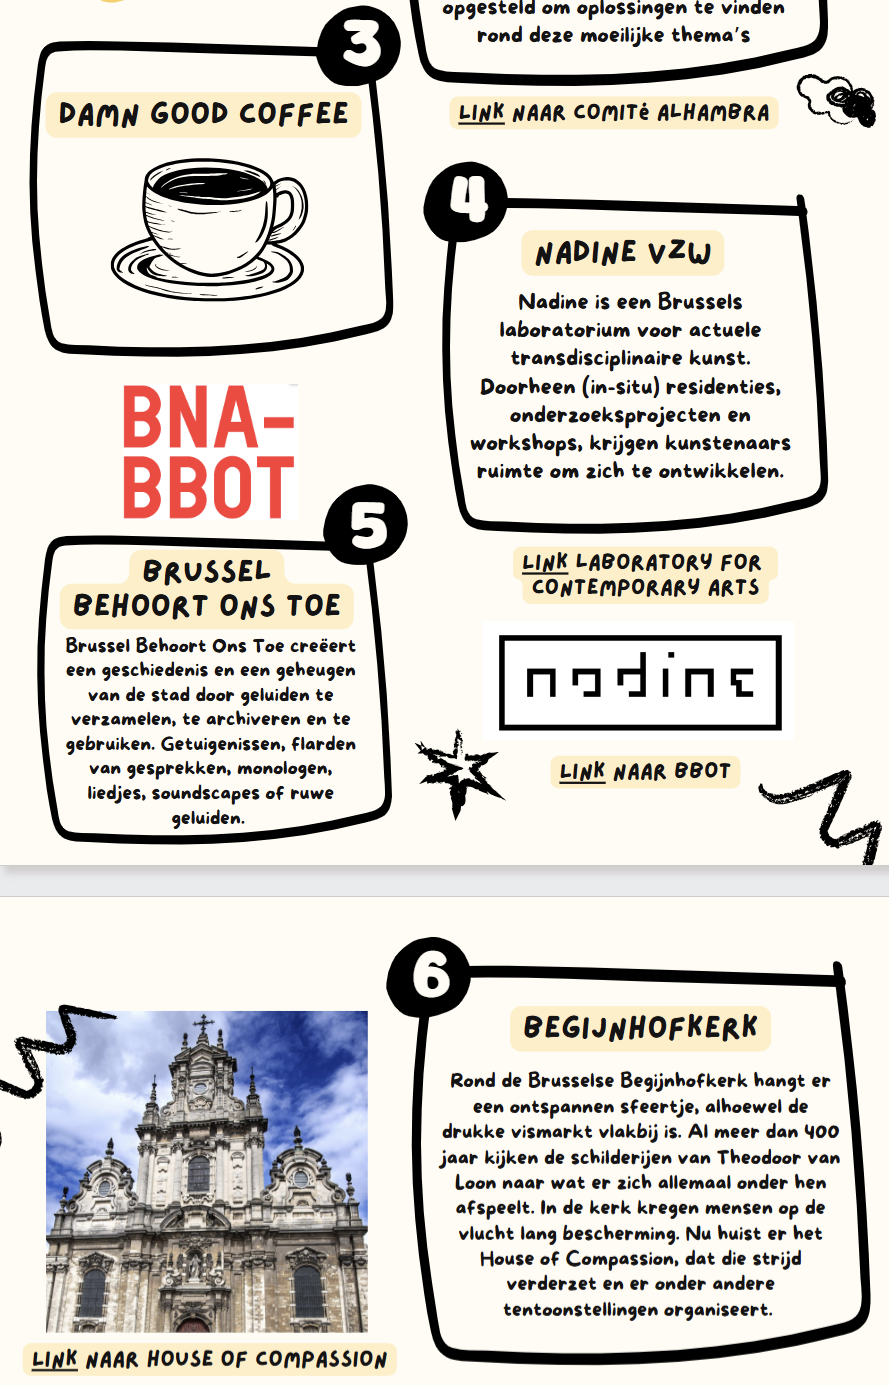 opgesteld om oplossingen te vinden
rond deze moeilijke thema's
LINK NAAR COMITé ALHAMBRA
3
DAMN GOOD COFFEE
4
NADINE VZW
Nadine is een Brussels
laboratorium voor actuele
transdisciplinaire kunst.
Doorheen (in-situ) residenties,
onderzoeksprojecten en
workshops, krijgen kunstenaars
ruimte om zich te ontwikkelen.
LINK LABORATORY FOR
CONTEMPORARY ARTS
nadine
BNA-
BBOT
5
BRUSSEL
BEHOORT ONS TOE
Brussel Behoort Ons Toe creëert
een geschiedenis en een geheugen
van de stad door geluiden te
verzamelen, te archiveren en te
gebruiken. Getuigenissen, flarden
van gesprekken, monologen,
liedjes, soundscapes of ruwe
geluiden.
LINK NAAR BBOT
6
BEGIJNHOFKERK
Rond de Brusselse Begijnhofkerk hangt er
een ontspannen sfeertje, alhoewel de
drukke vismarkt vlakbij is. Al meer dan 400
jaar kijken de schilderijen van Theodoor van
Loon naar wat er zich allemaal onder hen
afspeelt. In de kerk kregen mensen op de
vlucht lang bescherming. Nu huist er het
House of Compassion, dat die strijd
verderzet en er onder andere
tentoonstellingen organiseert.
LINK NAAR HOUSE OF COMPASSION